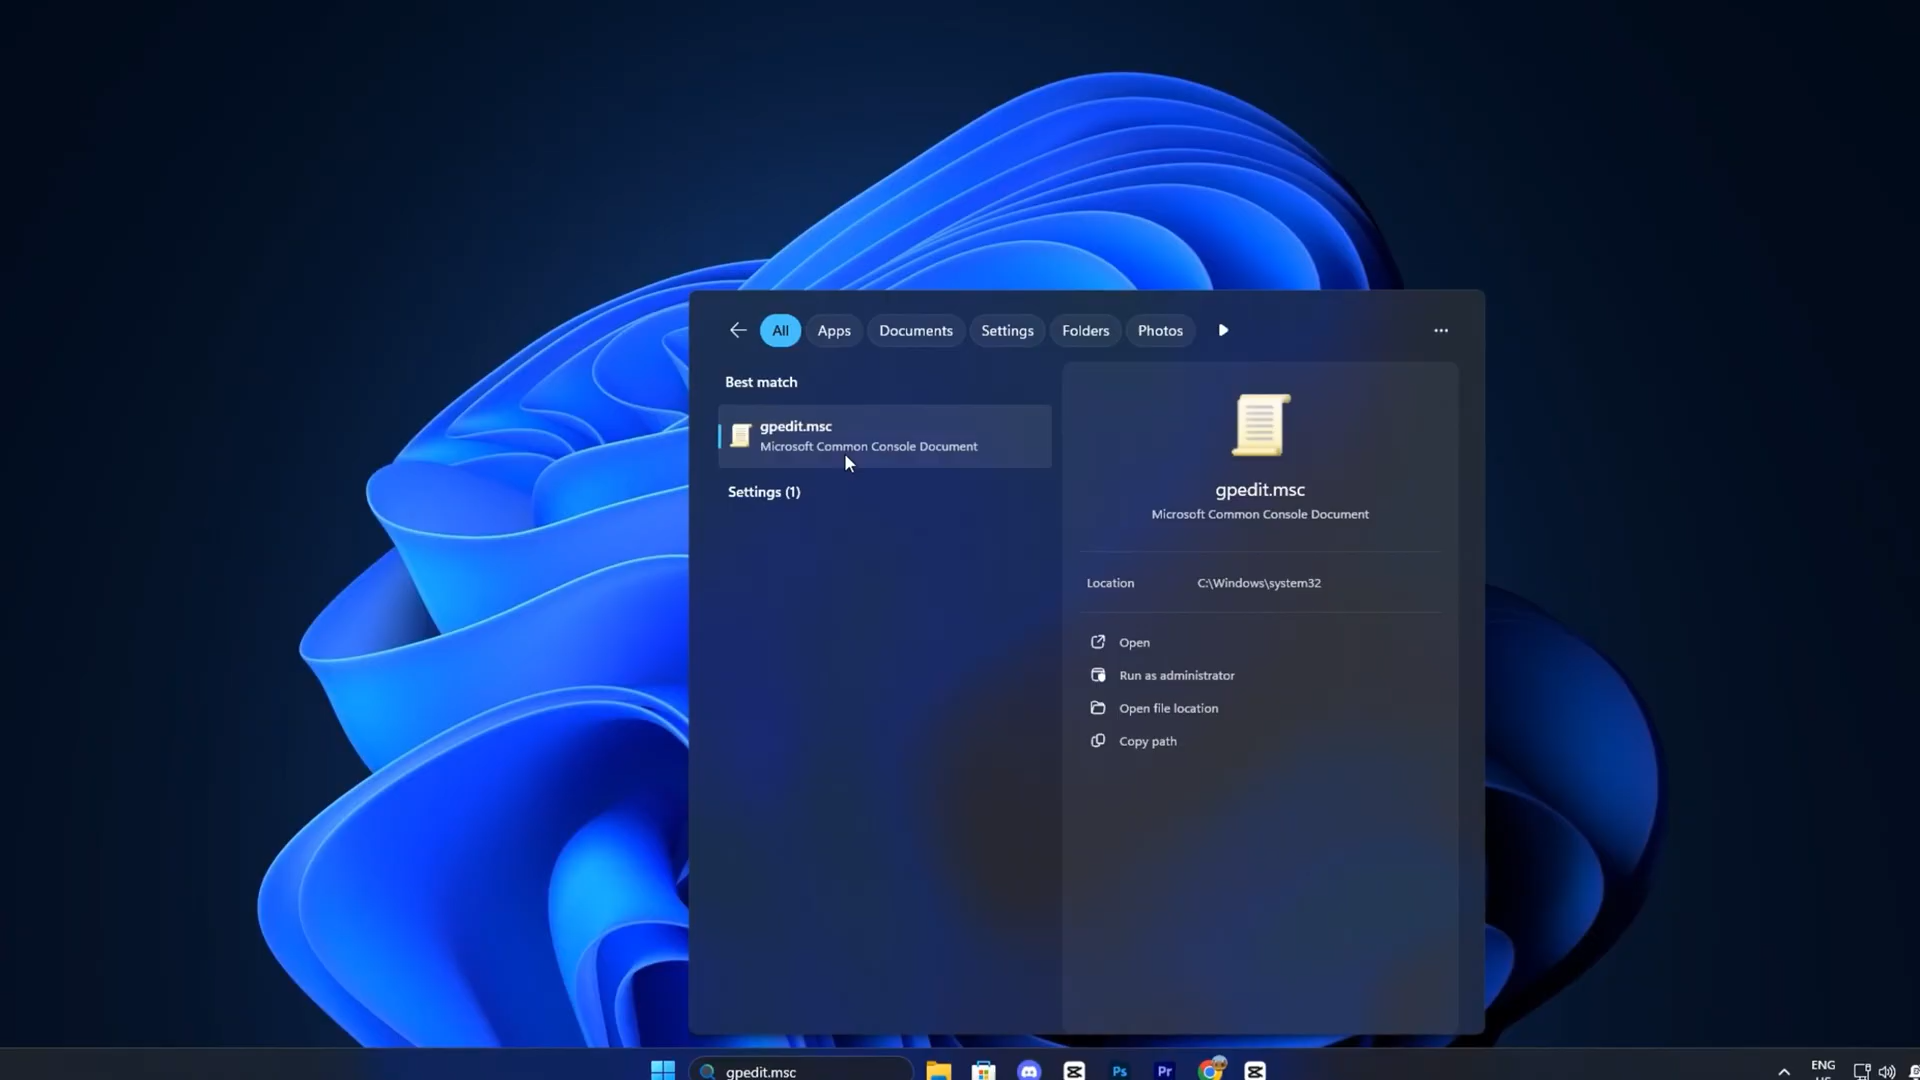 All
Apps
Documents
Settings
Folders
Photos
Best match
gpedit.msc
Microsoft Common Console Document
Settings (1)
gpedit.msc
Microsoft Common Console Document
Location C:\Windows\system32
Open
Run as administrator
Open file location
Copy path
gpedit.msc
Ps
Pr
ENG